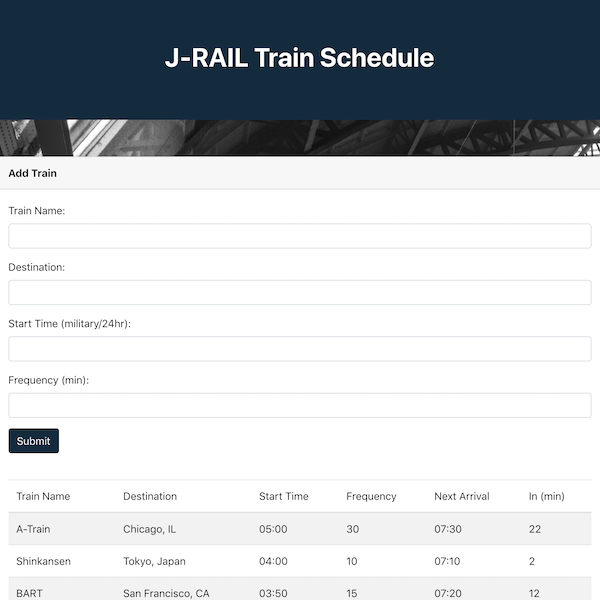 J-RAIL Train Schedule
Add Train
Train Name:
Destination:
Start Time (military/24hr):
Frequency (min):
Submit
Train Name Destination Start Time Frequency Next Arrival In (min)
A-Train Chicago, IL 05:00 30 07:30 22
Shinkansen Tokyo, Japan 04:00 10 07:10 2
BART San Francisco, CA 03:50 15 07:20 12